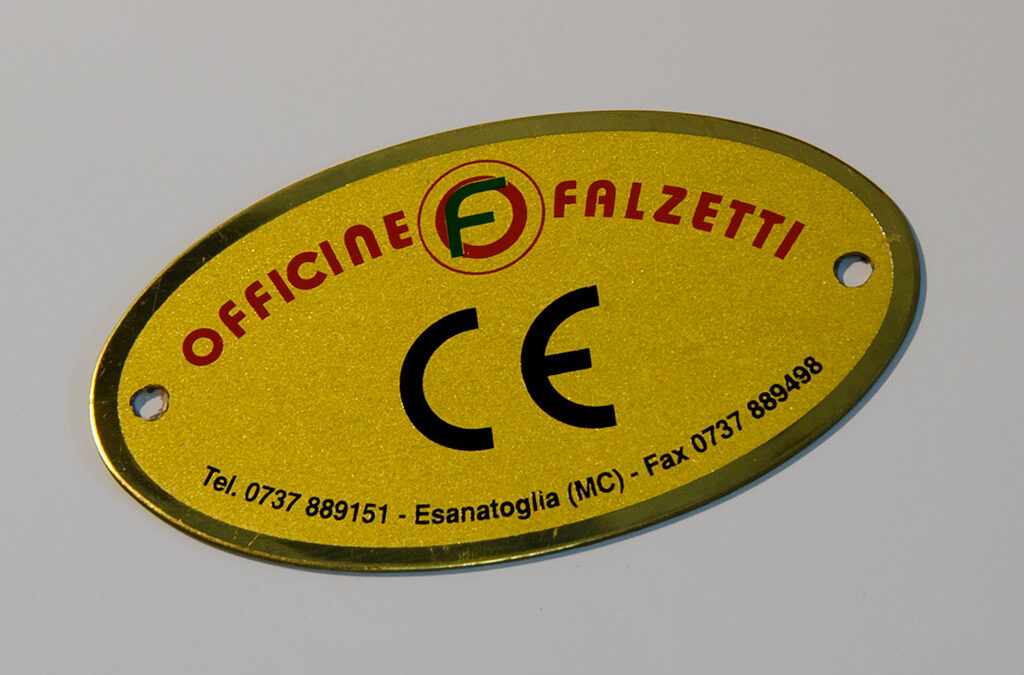 OFFICINE F FALZETTI
CE
Tel. 0737 889151 - Esanatoglia (MC) - Fax 0737 889498